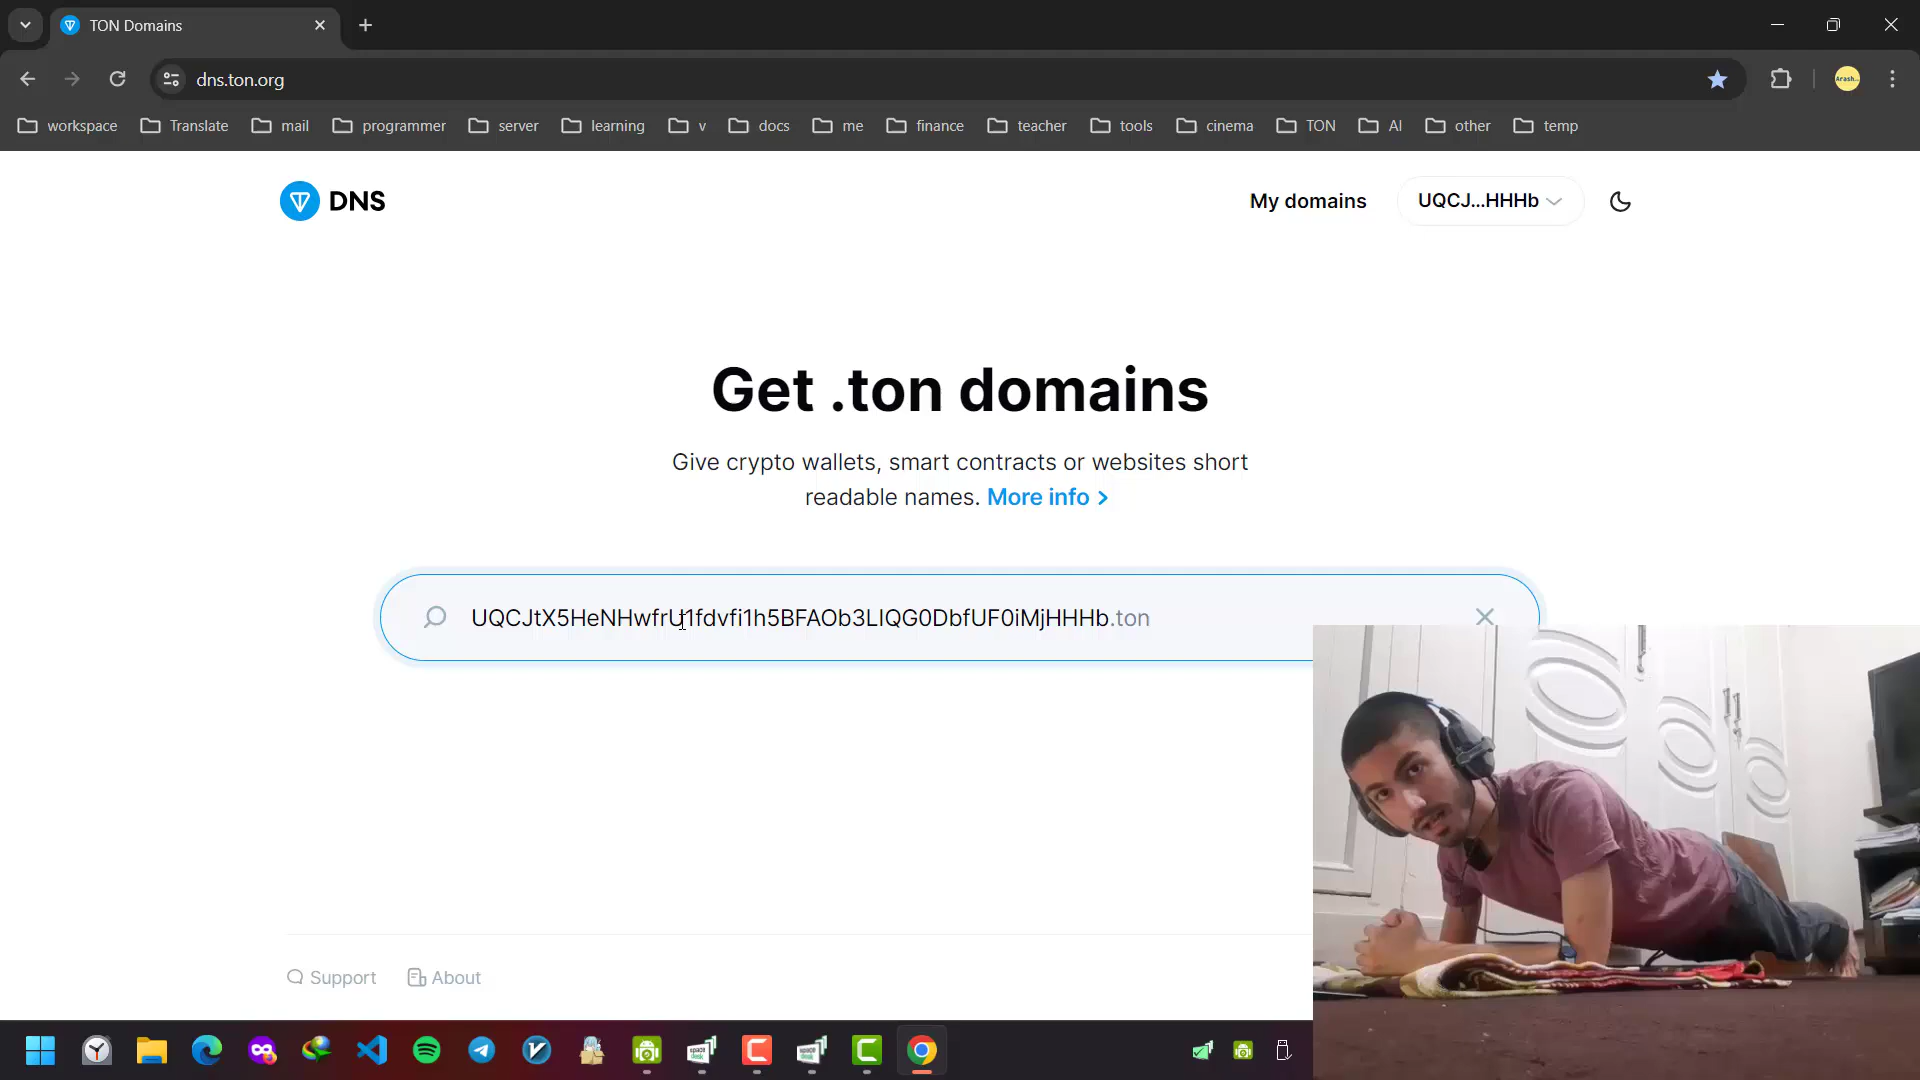 TON Domains
dns.ton.org
Arash..
workspace
Translate
mail
programmer
server
learning
v
docs
me
finance
teacher
tools
cinema
TON
AI
other
temp
DNS
My domains
UQCJ...HHHb
Get .ton domains
Give crypto wallets, smart contracts or websites short
readable names. More info >
UQCJtX5HeNHwfrU1fdvfi1h5BFAOb3LIQG0DbfUF0iMjHHHb.ton
Support
About